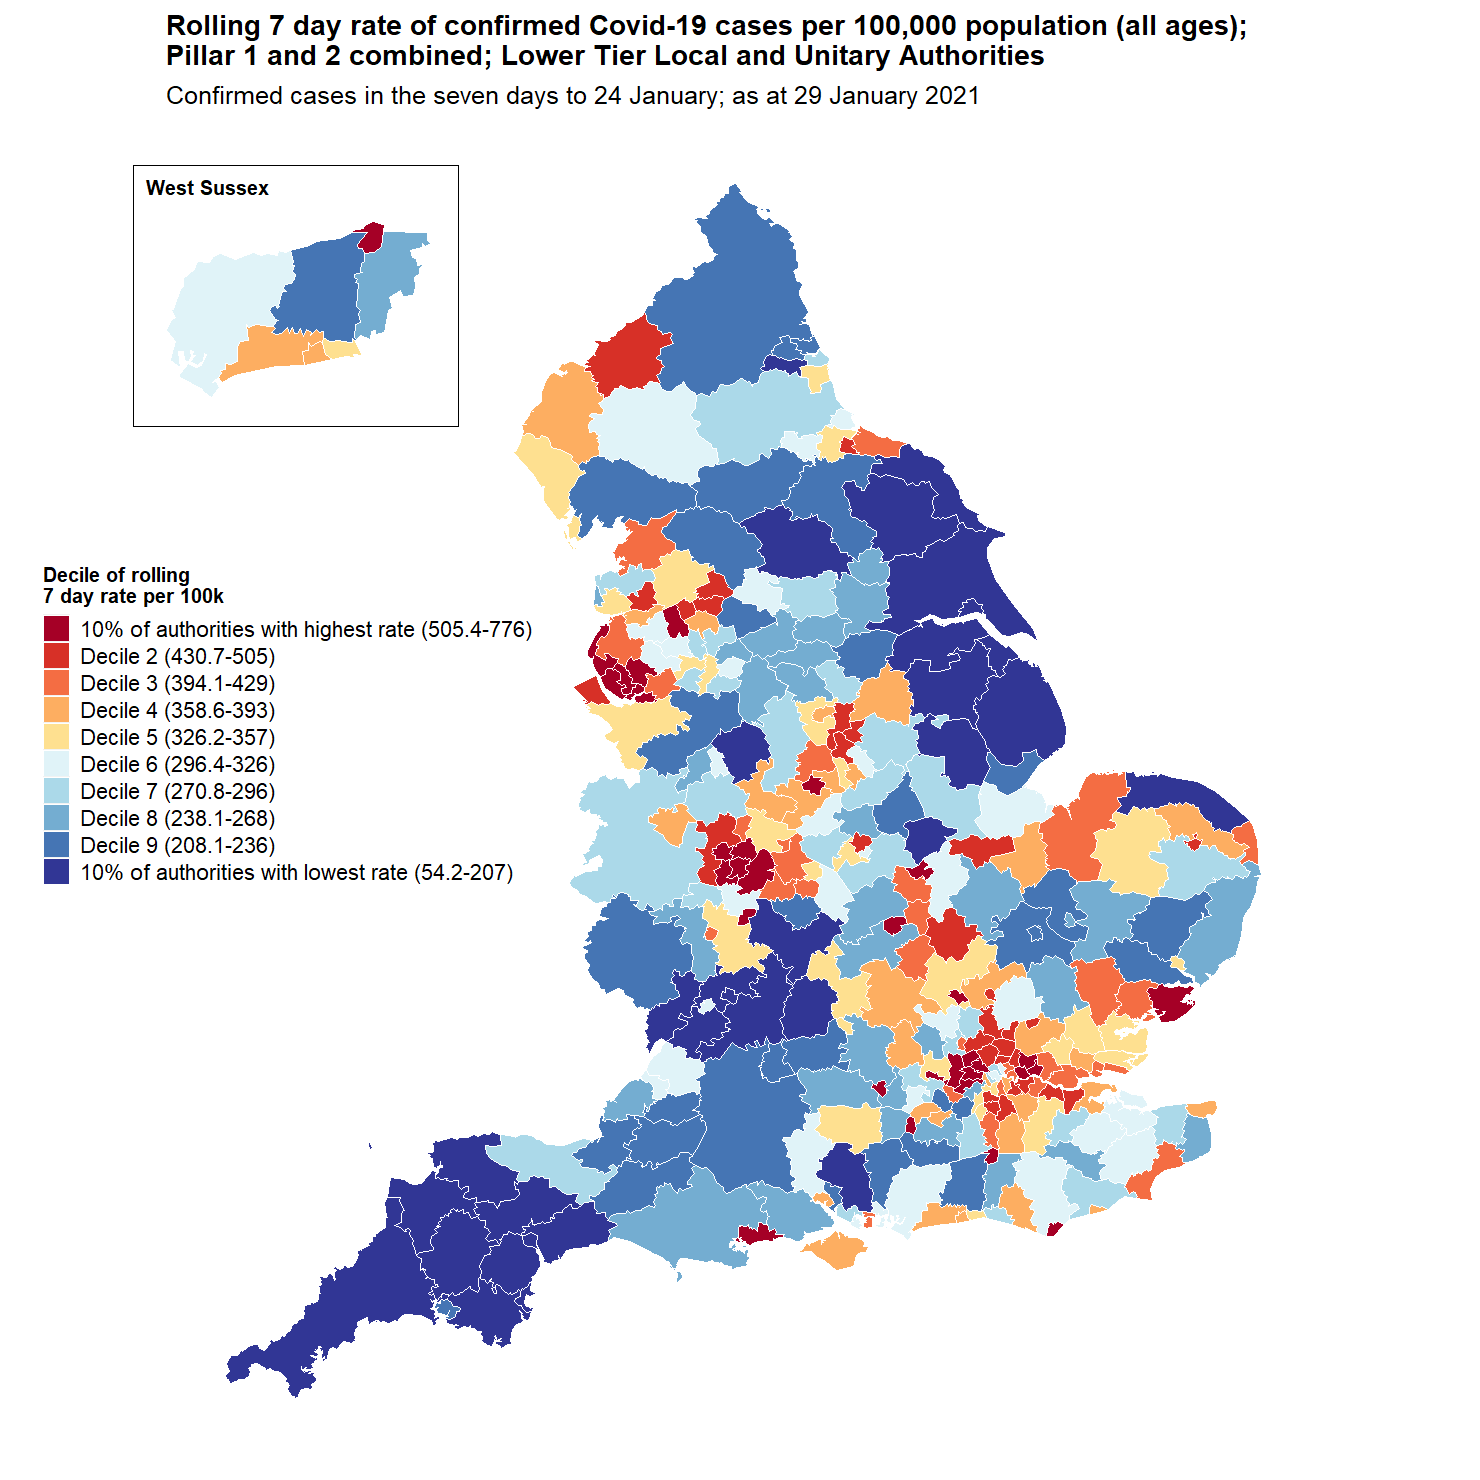 Rolling 7 day rate of confirmed Covid-19 cases per 100,000 population (all ages);
Pillar 1 and 2 combined; Lower Tier Local and Unitary Authorities
Confirmed cases in the seven days to 24 January; as at 29 January 2021
West Sussex
Decile of rolling
7 day rate per 100k
10% of authorities with highest rate (505.4-776)
Decile 2 (430.7-505)
Decile 3 (394.1-429)
Decile 4 (358.6-393)
Decile 5 (326.2-357)
Decile 6 (296.4-326)
Decile 7 (270.8-296)
Decile 8 (238.1-268)
Decile 9 (208.1-236)
10% of authorities with lowest rate (54.2-207)